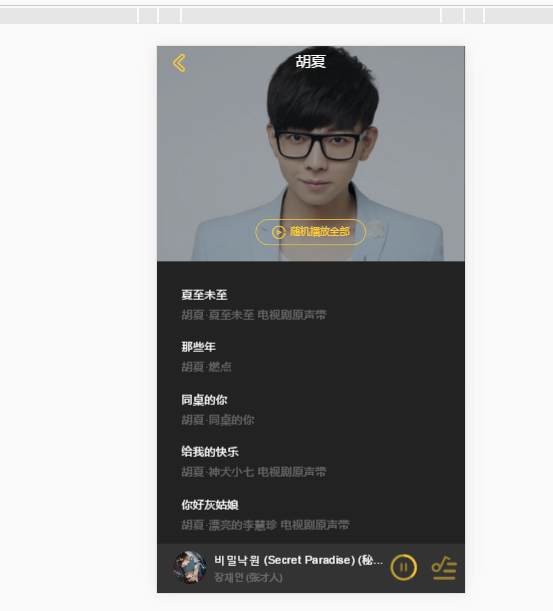 胡夏
随机播放全部
夏至未至
胡夏·夏至未至 电视剧原声带
那些年
胡夏·燃点
同桌的你
胡夏·同桌的你
给我的快乐
胡夏·神犬小七 电视剧原声带
你好灰姑娘
胡夏·漂亮的李慧珍 电视剧原声带
비밀낙원 (Secret Paradise) (秘...
장재인 (张才人)